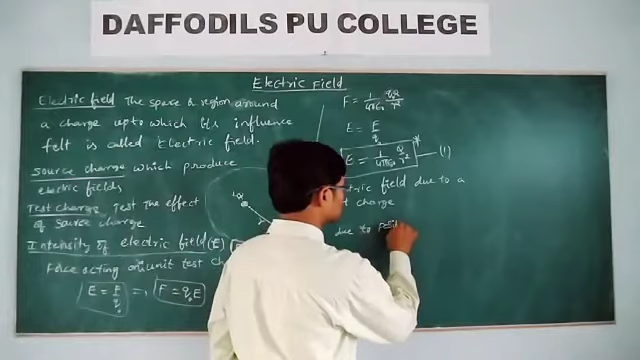 DAFFODILS PU COLLEGE
Electric Field
Electric field The space & region around
a charge upto which its influence
felt is called Electric field.
source charge which produce
electric fields
Test charge Test the effect
of source charge
Intensity of electric field (E)
Force acting on unit test
E = F/q₀ =, F = q₀E
+Q
F = 1/4πε₀
E = F/q₀
E = 1/4πε₀ Q/r² — (1)
tric field due to a
charge
due to